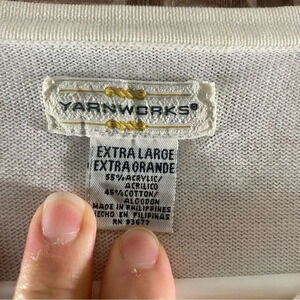 YARNWORKS®
EXTRA LARGE
EXTRA GRANDE
55% ACRYLIC/
ACRILICO
45% COTTON/
ALGODON
MADE IN PHILIPPINES
HECHO EN FILIPINAS
RN 93677